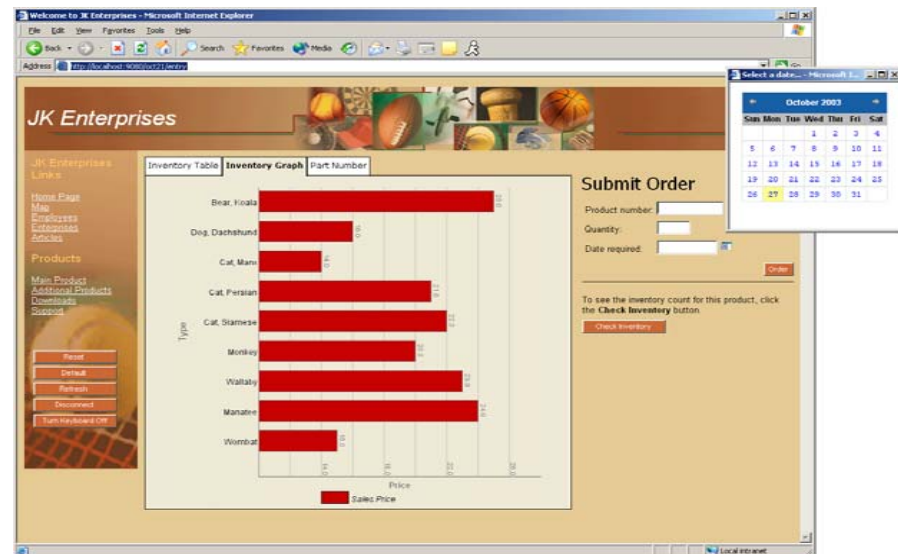 Welcome to JK Enterprises - Microsoft Internet Explorer
File Edit View Favorites Tools Help
Back Search Favorites Media
Address http://localhost:9080/oct21/entry
Go
JK Enterprises
JK Enterprises
Links
Home Page
Map
Employees
Enterprises
Articles
Products
Main Product
Additional Products
Downloads
Support
Reset
Default
Refresh
Disconnect
Turn Keyboard Off
Inventory Table Inventory Graph Part Number
Bear, Koala
Dog, Dachshund
Cat, Manx
Cat, Persian
Cat, Siamese
Monkey
Wallaby
Manatee
Wombat
Type
Price
Sales Price
Submit Order
Product number:
Quantity:
Date required:
Order
To see the inventory count for this product, click
the Check Inventory button.
Check Inventory
Select a date... - Microsoft I...
October 2003
Sun Mon Tue Wed Thu Fri Sat
1 2 3 4
5 6 7 8 9 10 11
12 13 14 15 16 17 18
19 20 21 22 23 24 25
26 27 28 29 30 31
Local intranet